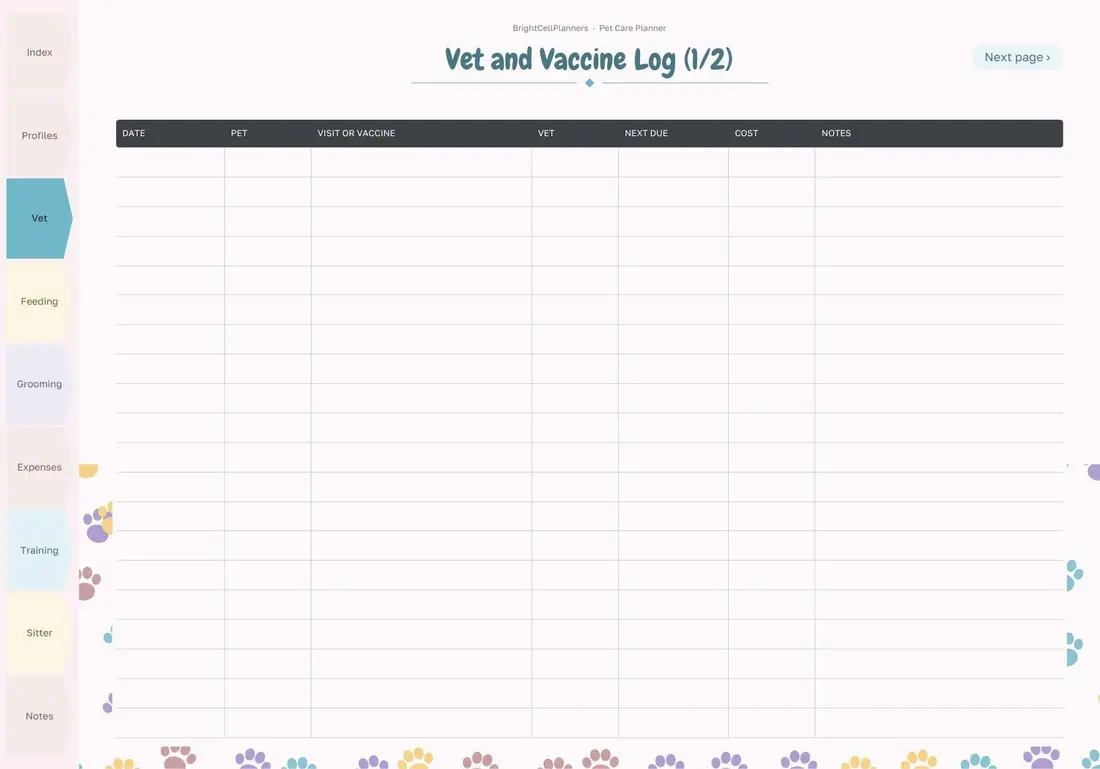 BrightCellPlanners · Pet Care Planner
Vet and Vaccine Log (1/2)
Next page ›
Index
Profiles
Vet
Feeding
Grooming
Expenses
Training
Sitter
Notes
DATE PET VISIT OR VACCINE VET NEXT DUE COST NOTES